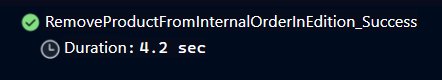 RemoveProductFromInternalOrderInEdition_Success
Duration: 4.2 sec